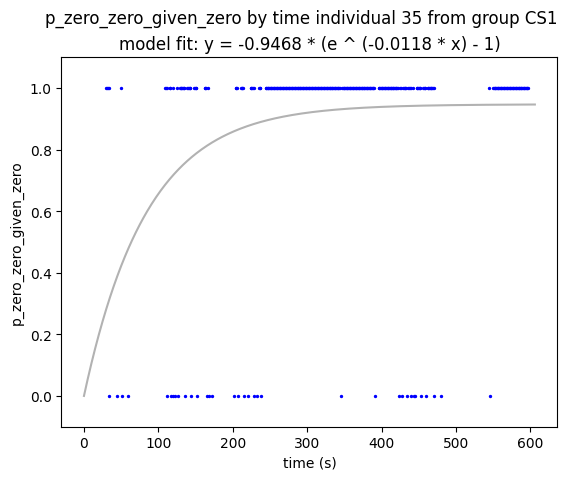 p_zero_zero_given_zero by time individual 35 from group CS1
model fit: y = -0.9468 * (e ^ (-0.0118 * x) - 1)
1.0
0.8
0.6
0.4
0.2
0.0
p_zero_zero_given_zero
0 100 200 300 400 500 600
time (s)